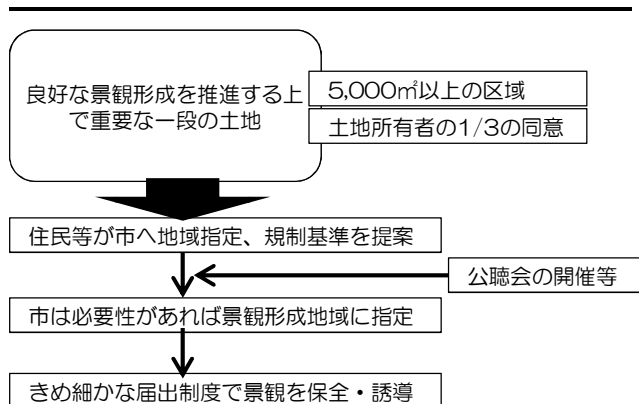 良好な景観形成を推進する上
で重要な一段の土地
5,000㎡以上の区域
土地所有者の1/3の同意
住民等が市へ地域指定、規制基準を提案
公聴会の開催等
市は必要性があれば景観形成地域に指定
きめ細かな届出制度で景観を保全・誘導